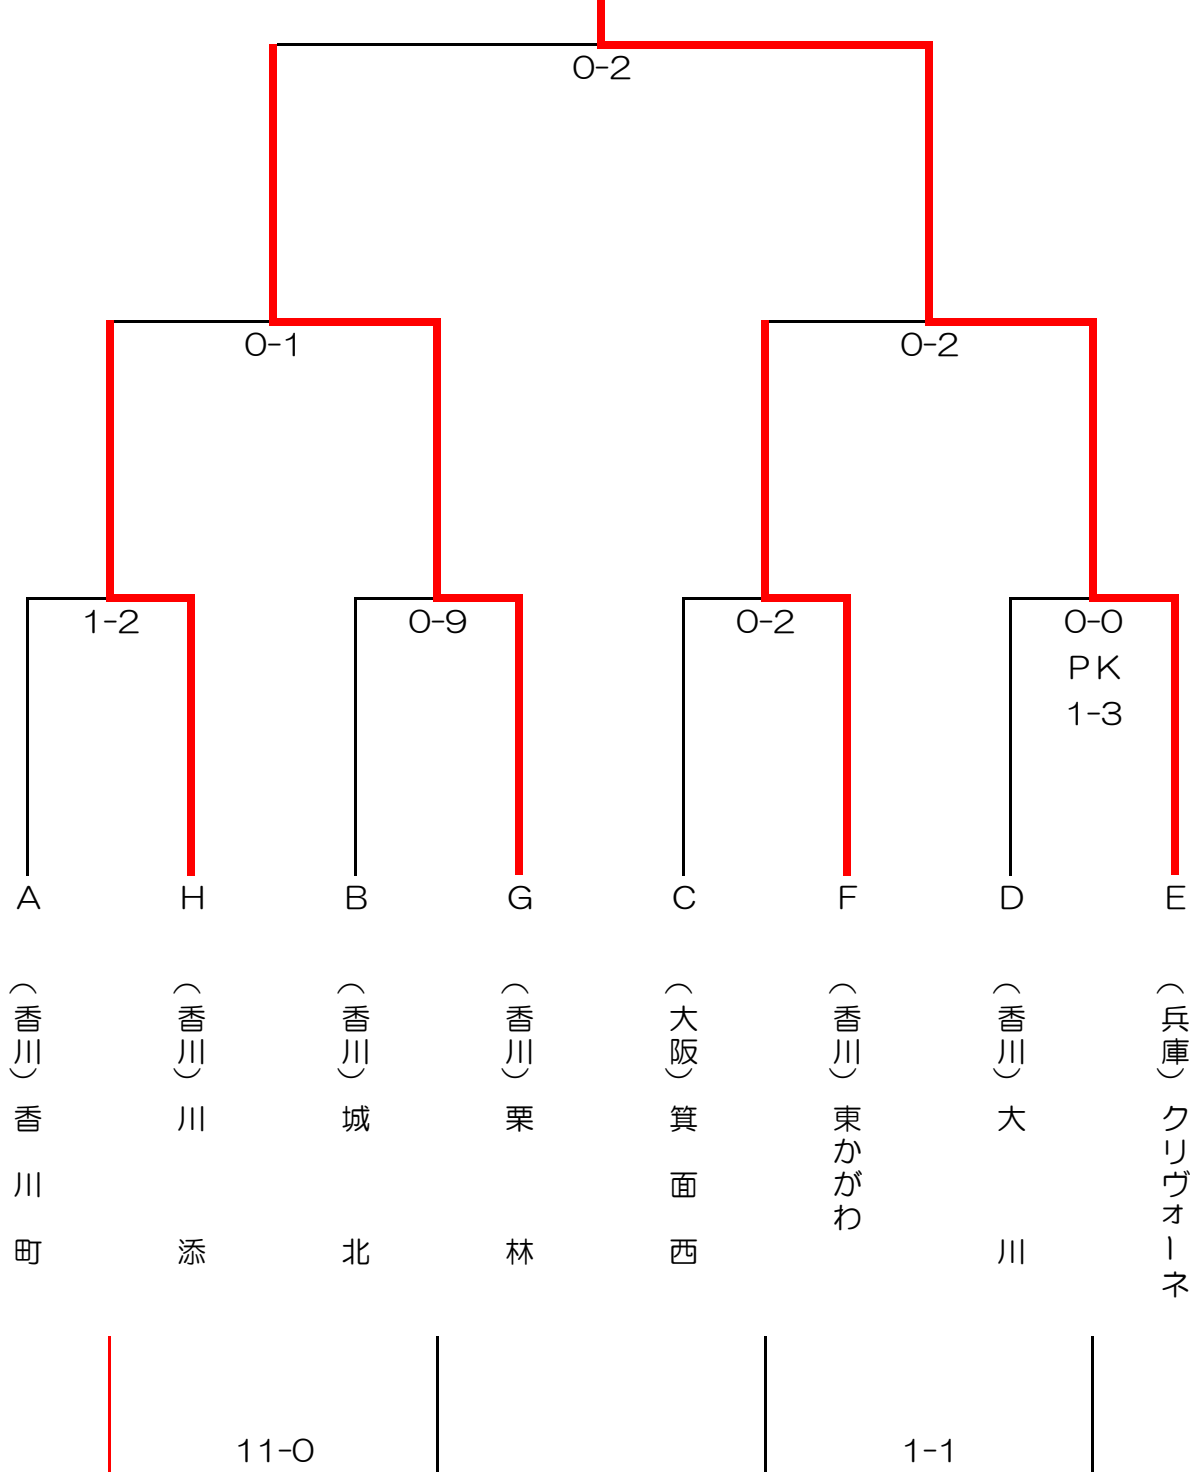 0-2
0-1
0-2
1-2
0-9
0-2
0-0
PK
1-3
A
H
B
G
C
F
D
E
(香川)香川町
(香川)川添
(香川)城北
(香川)栗林
(大阪)箕面西
(香川)東かがわ
(香川)大川
(兵庫)クリヴォーネ
11-0
1-1